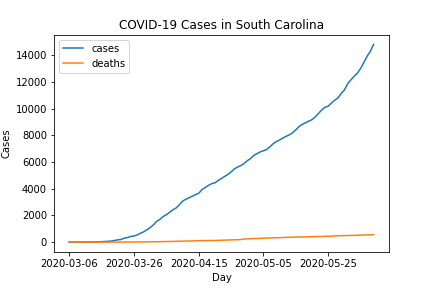 COVID-19 Cases in South Carolina
cases
deaths
14000
12000
10000
8000
6000
4000
2000
0
Cases
2020-03-06 2020-03-26 2020-04-15 2020-05-05 2020-05-25
Day